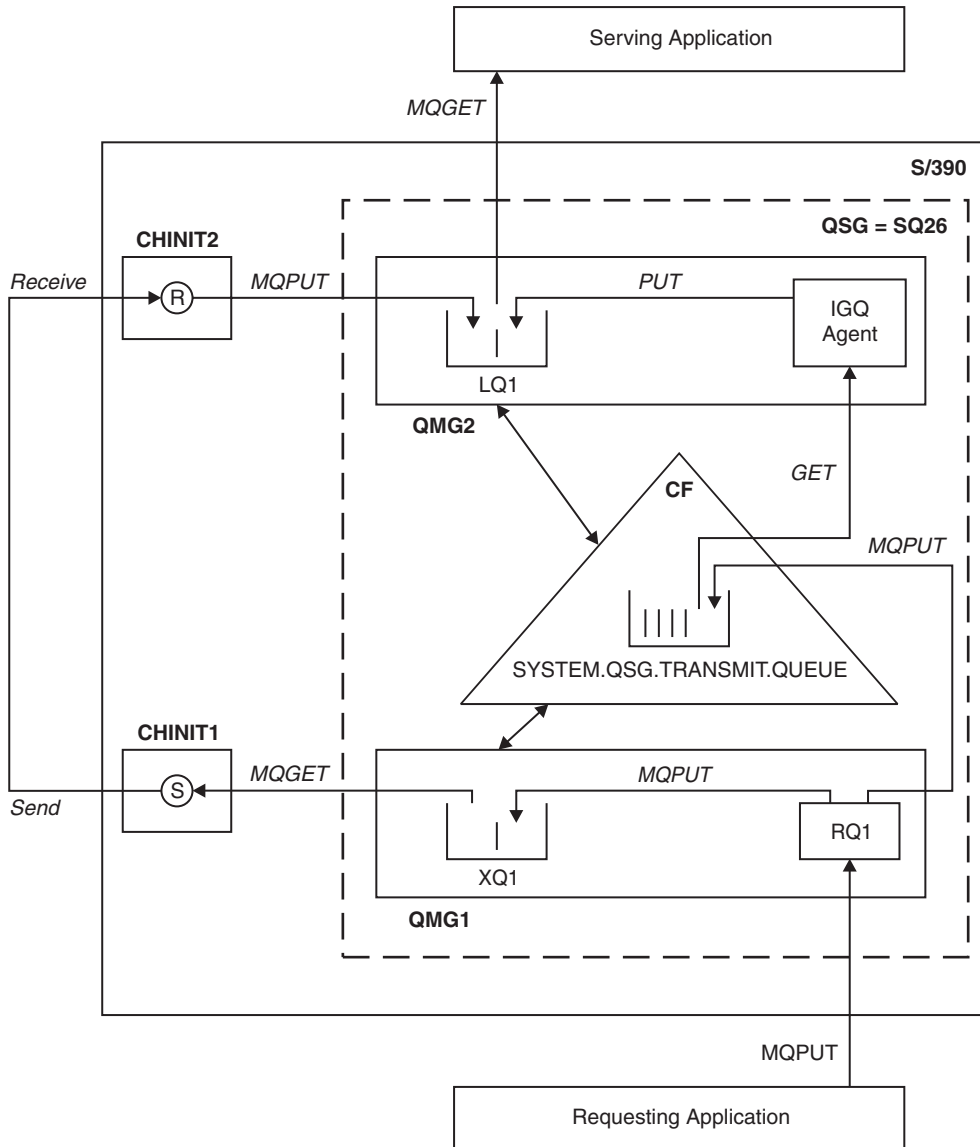 Serving Application
MQGET
S/390
QSG = SQ26
CHINIT2
Receive
R
MQPUT
PUT
IGQ
Agent
LQ1
QMG2
GET
CF
MQPUT
SYSTEM.QSG.TRANSMIT.QUEUE
CHINIT1
MQGET
MQPUT
S
Send
RQ1
XQ1
QMG1
MQPUT
Requesting Application